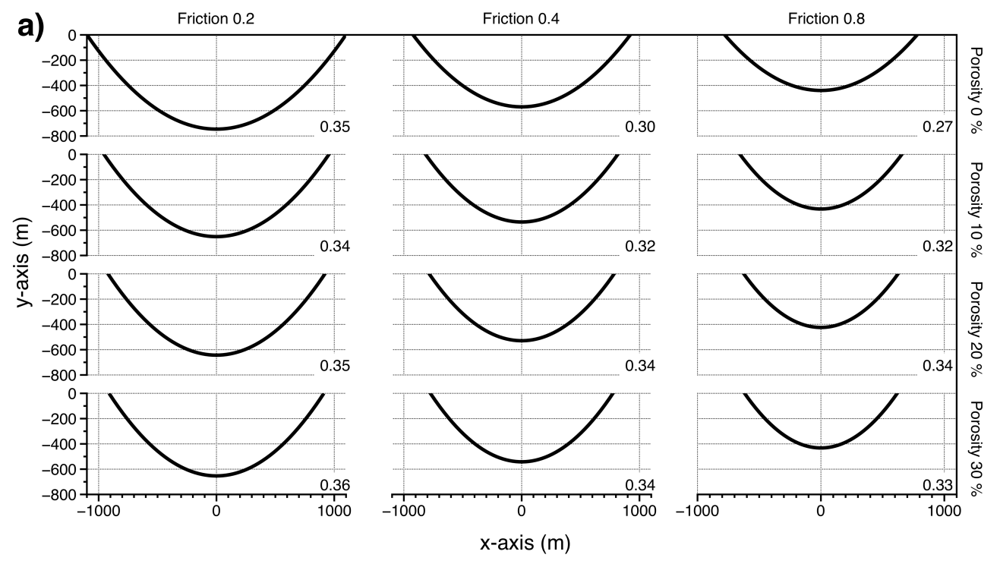 a)
Friction 0.2 Friction 0.4 Friction 0.8
0
−200
−400
−600
−800
0.35 0.30 0.27
Porosity 0 %
0
−200
−400
−600
−800
0.34 0.32 0.32
Porosity 10 %
0
−200
−400
−600
−800
0.35 0.34 0.34
Porosity 20 %
0
−200
−400
−600
−800
0.36 0.34 0.33
Porosity 30 %
y-axis (m)
−1000 0 1000 −1000 0 1000 −1000 0 1000
x-axis (m)